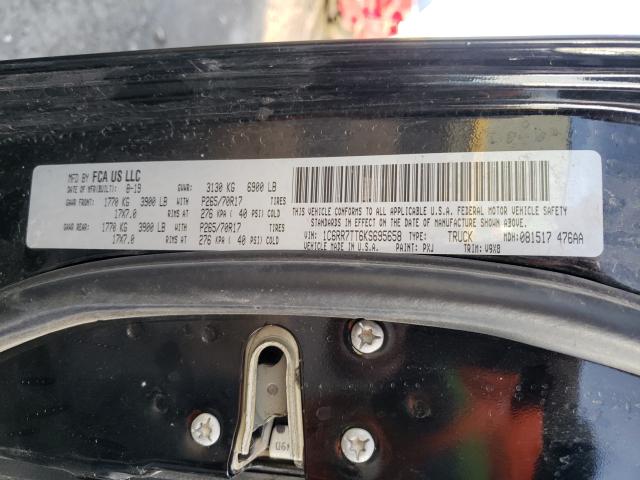 MFD BY FCA US LLC
DATE OF MFR(BUILT): 8-19 GVWR: 3130 KG 6900 LB
GAWR FRONT: 1770 KG 3900 LB P265/70R17 TIRES
17X7.0 RIMS AT 276 KPA ( 40 PSI) COLD
GAWR REAR: 1770 KG 3900 LB P265/70R17 TIRES
17X7.0 RIMS AT 276 KPA ( 40 PSI) COLD
THIS VEHICLE CONFORMS TO ALL APPLICABLE U.S.A. FEDERAL MOTOR VEHICLE SAFETY
STANDARDS IN EFFECT ON THE DATE OF MANUFACTURE SHOWN ABOVE.
VIN: 1C6RR7TT6KS695658 TYPE: TRUCK MDH: 081517 476AA
VEHICLE MADE IN U.S.A. PAINT: PXJ TRIM: V9X8